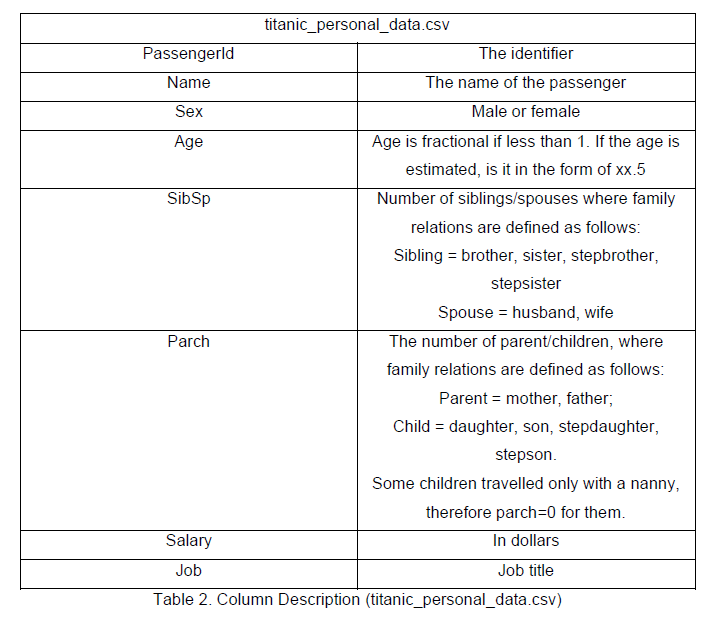 titanic_personal_data.csv
PassengerId The identifier
Name The name of the passenger
Sex Male or female
Age Age is fractional if less than 1. If the age is
estimated, is it in the form of xx.5
SibSp Number of siblings/spouses where family
relations are defined as follows:
Sibling = brother, sister, stepbrother,
stepsister
Spouse = husband, wife
Parch The number of parent/children, where
family relations are defined as follows:
Parent = mother, father;
Child = daughter, son, stepdaughter,
stepson.
Some children travelled only with a nanny,
therefore parch=0 for them.
Salary In dollars
Job Job title
Table 2. Column Description (titanic_personal_data.csv)